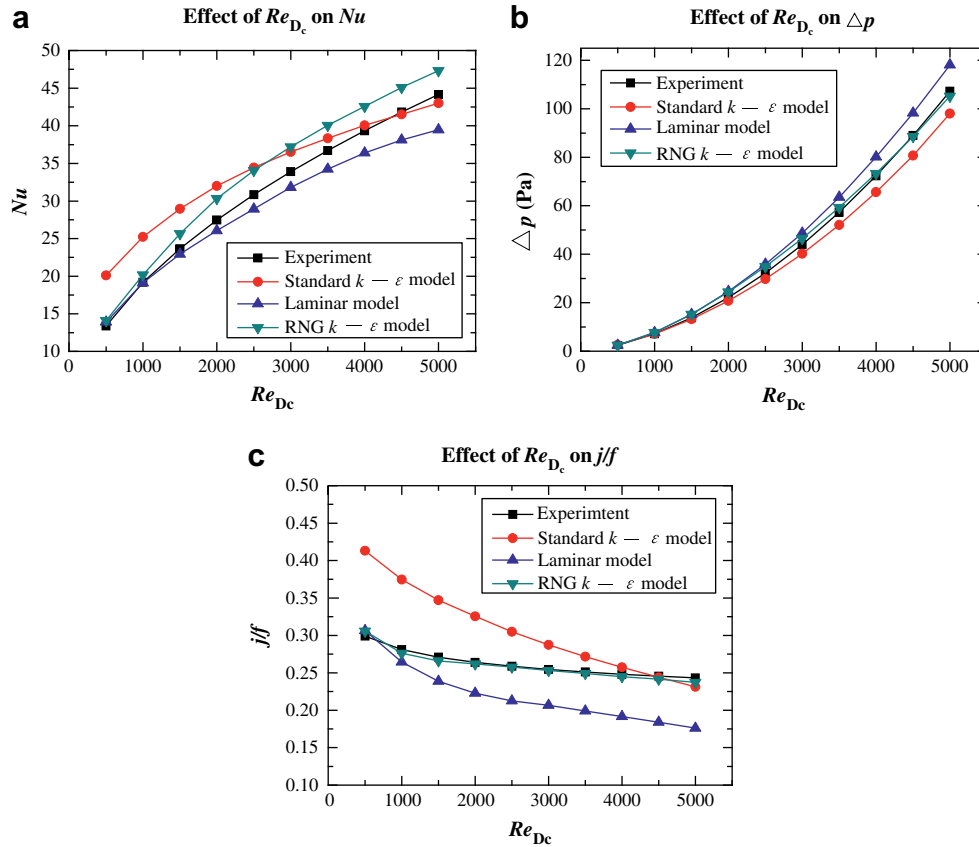 a
Effect of Re_Dc on Nu
50
45
40
35
30
25
20
15
10
Nu
0 1000 2000 3000 4000 5000
Re_Dc
Experiment
Standard k — ε model
Laminar model
RNG k — ε model
b
Effect of Re_Dc on △p
120
100
80
60
40
20
0
△p (Pa)
0 1000 2000 3000 4000 5000
Re_Dc
Experiment
Standard k — ε model
Laminar model
RNG k — ε model
c
Effect of Re_Dc on j/f
0.50
0.45
0.40
0.35
0.30
0.25
0.20
0.15
0.10
j/f
0 1000 2000 3000 4000 5000
Re_Dc
Experimtent
Standard k — ε model
Laminar model
RNG k — ε model